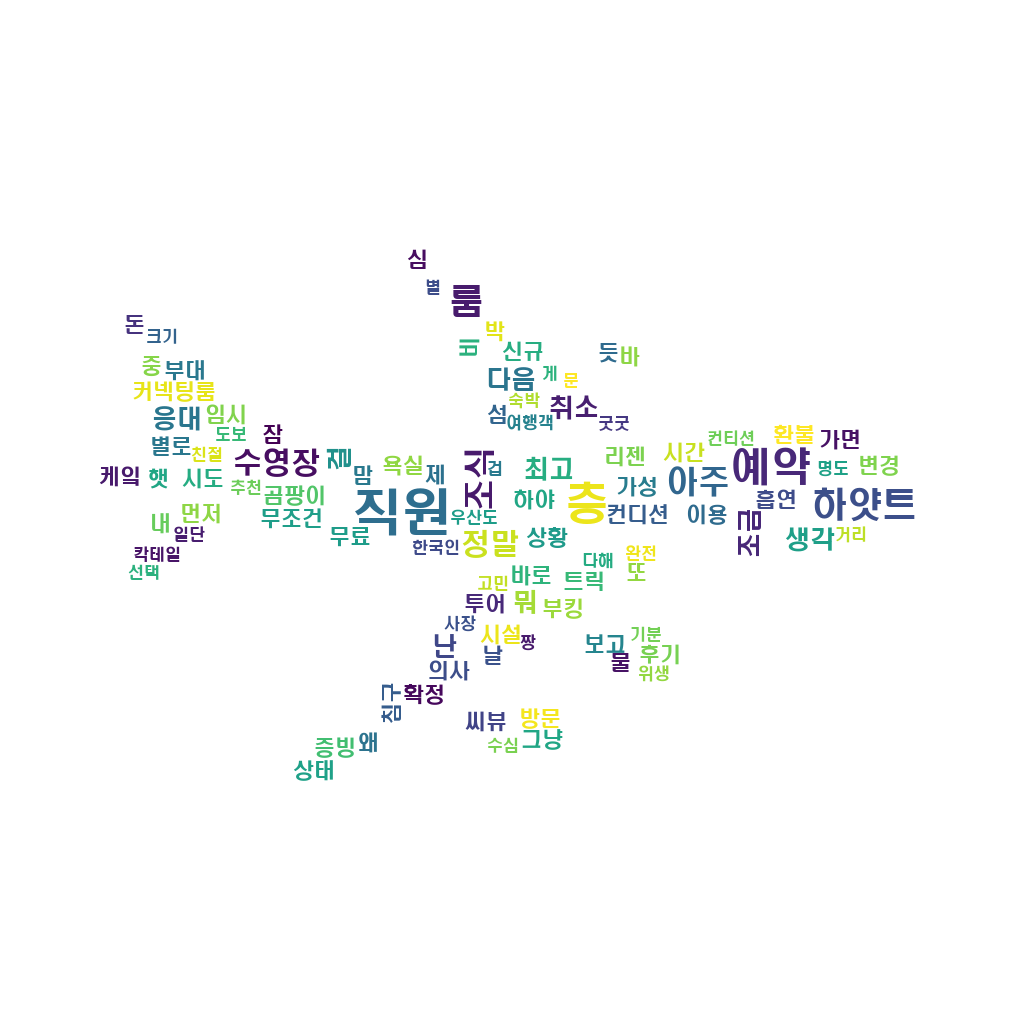 심
별
룸
돈
크기
박
비
신규
듯
바
중
부대
다음
게
문
커넥팅룸
숙박
취소
응대
임시
섬
여행객
굿굿
도보
잠
별로
친절
수영장
절
욕실
맘
제
조식
겁
최고
리젠
시간
컨티션
환불
가면
케잌
햇
시도
추천
곰팡이
직원
하야
층
가성
아주
예약
명도
변경
내
먼저
무조건
무료
우산도
컨디션
이용
흡연
하얏트
일단
한국인
정말
상황
조금
생각
거리
칵테일
선택
다해
완전
고민
바로
트릭
또
투어
뭐
부킹
사장
난
시설
짱
날
보고
물
기분
후기
의사
위생
침구
확정
씨뷰
방문
증빙
왜
수심
그냥
상태